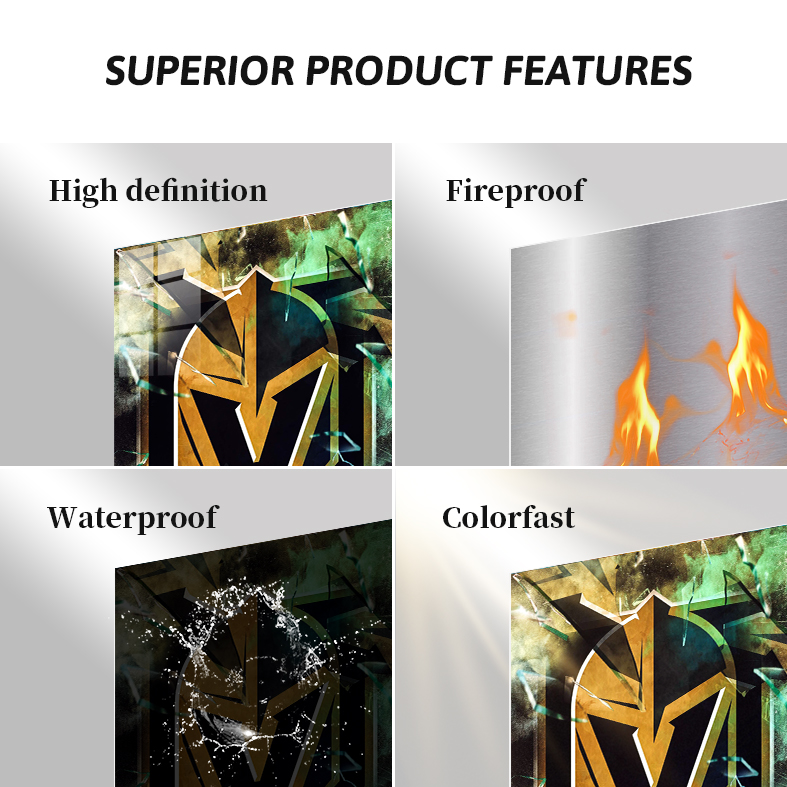 SUPERIOR PRODUCT FEATURES
High definition
Fireproof
Waterproof
Colorfast